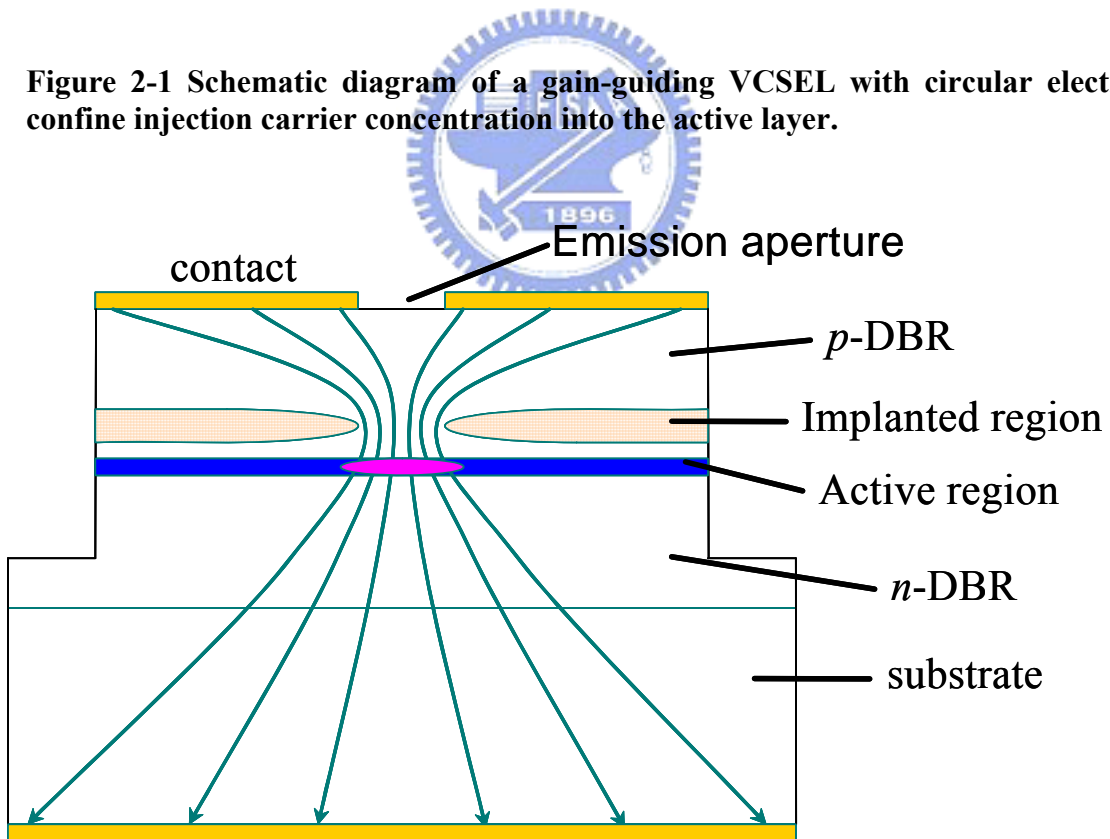 Figure 2-1 Schematic diagram of a gain-guiding VCSEL with circular elect
confine injection carrier concentration into the active layer.
1896
Emission aperture
contact
p-DBR
Implanted region
Active region
n-DBR
substrate